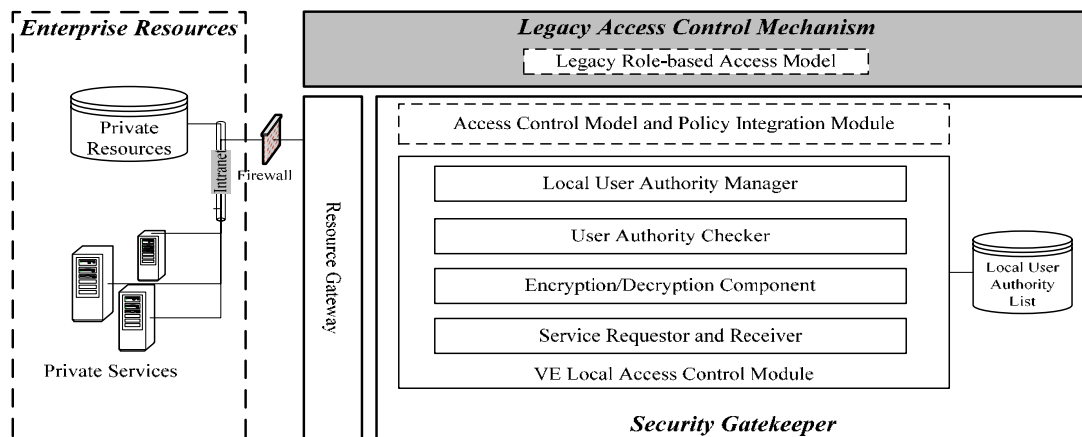 Enterprise Resources
Private
Resources
Intranet
Firewall
Private Services
Resource Gateway
Legacy Access Control Mechanism
Legacy Role-based Access Model
Access Control Model and Policy Integration Module
Local User Authority Manager
User Authority Checker
Encryption/Decryption Component
Service Requestor and Receiver
VE Local Access Control Module
Local User
Authority
List
Security Gatekeeper